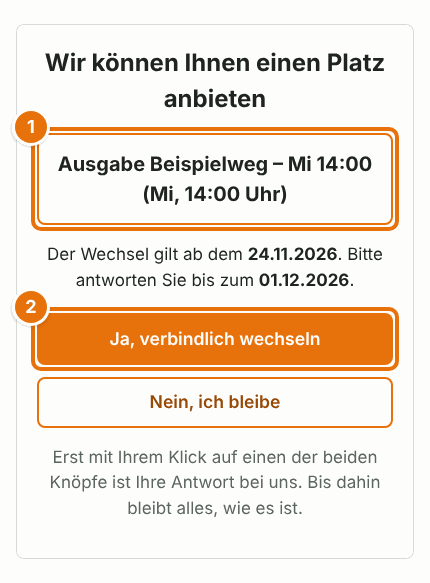 Wir können Ihnen einen Platz
anbieten
1
Ausgabe Beispielweg – Mi 14:00
(Mi, 14:00 Uhr)
Der Wechsel gilt ab dem 24.11.2026. Bitte
antworten Sie bis zum 01.12.2026.
2
Ja, verbindlich wechseln
Nein, ich bleibe
Erst mit Ihrem Klick auf einen der beiden
Knöpfe ist Ihre Antwort bei uns. Bis dahin
bleibt alles, wie es ist.